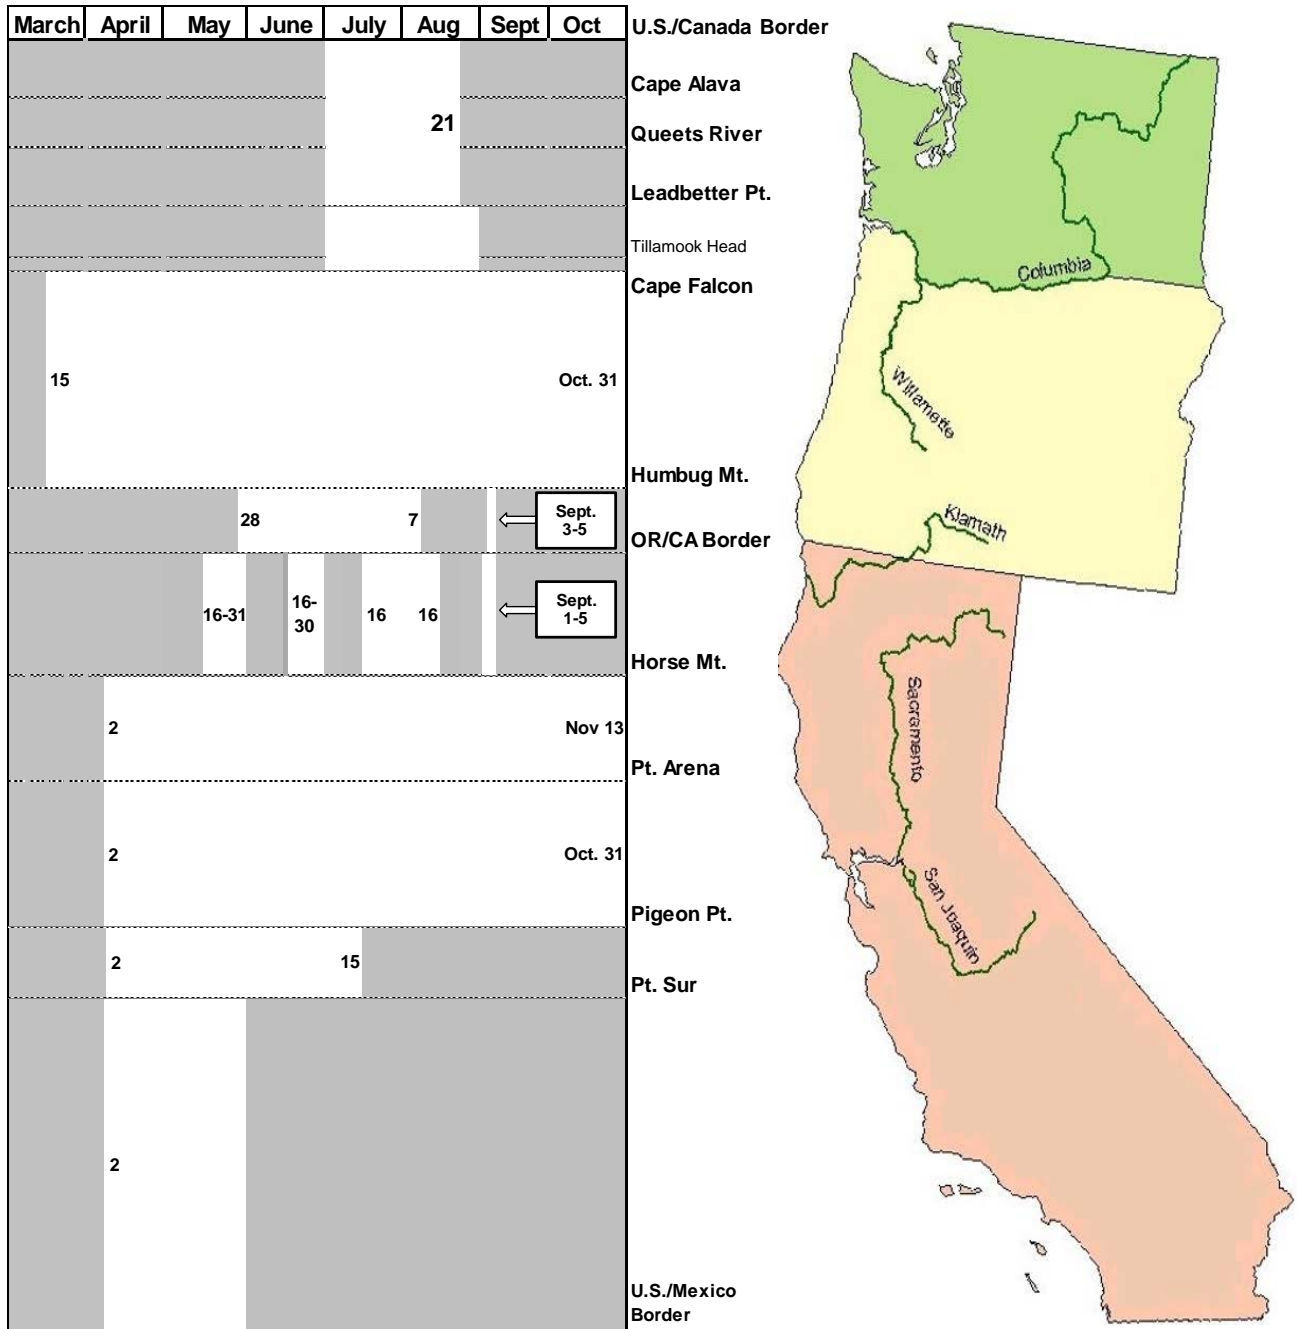 March April May June July Aug Sept Oct
U.S./Canada Border
Cape Alava
21
Queets River
Leadbetter Pt.
Tillamook Head
Cape Falcon
15 Oct. 31
Humbug Mt.
28 7 Sept.
3-5
OR/CA Border
16-31 16-
30 16 16 Sept.
1-5
Horse Mt.
2 Nov 13
Pt. Arena
2 Oct. 31
Pigeon Pt.
2 15
Pt. Sur
2
U.S./Mexico
Border
Columbia
Willamette
Klamath
Sacramento
San Joaquin